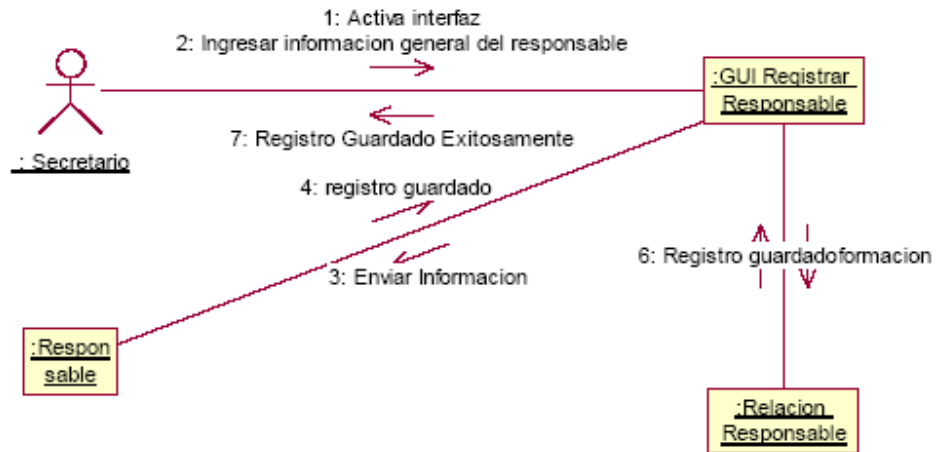 1: Activa interfaz
2: Ingresar informacion general del responsable
:GUI Registrar
Responsable
7: Registro Guardado Exitosamente
: Secretario
4: registro guardado
6: Registro guardadoformacion
3: Enviar Informacion
:Respon
sable
:Relacion
Responsable